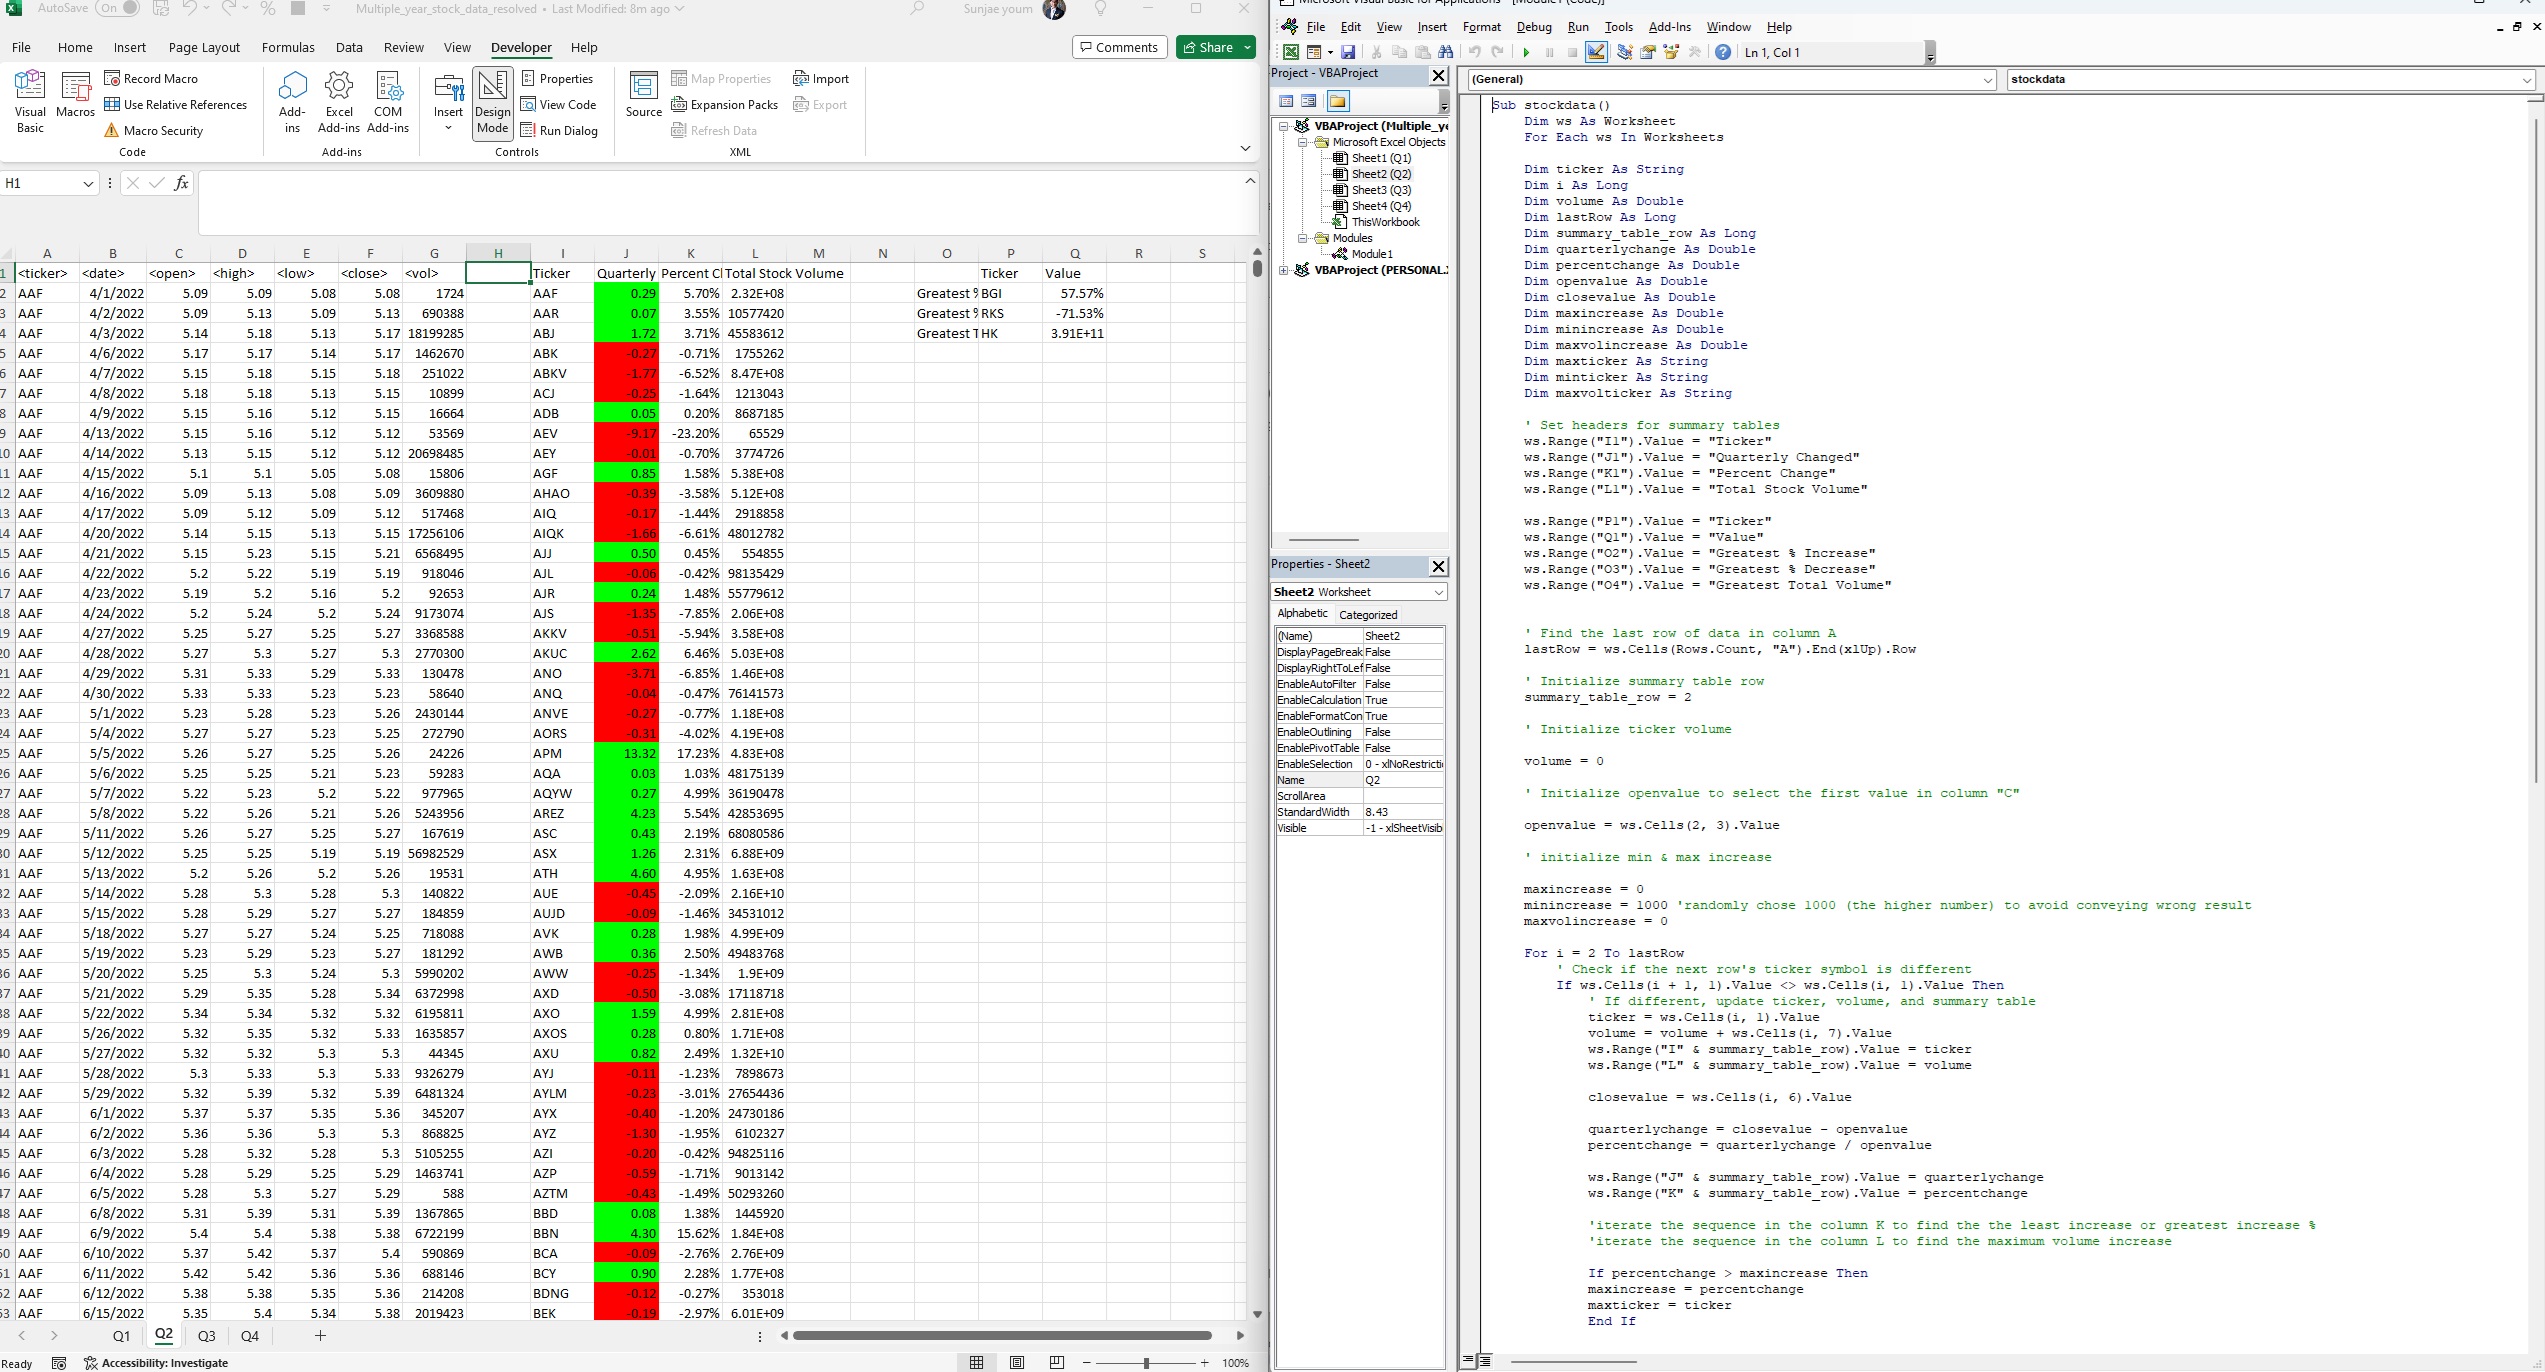 AutoSave On Multiple_year_stock_data_resolved • Last Modified: 8m ago Sunjae youm
File Home Insert Page Layout Formulas Data Review View Developer Help Comments Share
Visual Basic Macros Record Macro Use Relative References Macro Security Code
Add-ins Excel Add-ins COM Add-ins Add-ins
Insert Design Mode Properties View Code Run Dialog Controls
Source Map Properties Expansion Packs Refresh Data Import Export XML
H1 fx
A B C D E F G H I J K L M N O P Q R S
1 <ticker> <date> <open> <high> <low> <close> <vol> Ticker Quarterly Percent Cl Total Stock Volume Ticker Value
2 AAF 4/1/2022 5.09 5.09 5.08 5.08 1724 AAF 0.29 5.70% 2.32E+08 Greatest % BGI 57.57%
3 AAF 4/2/2022 5.09 5.13 5.09 5.13 690388 AAR 0.07 3.55% 10577420 Greatest % RKS -71.53%
4 AAF 4/3/2022 5.14 5.18 5.13 5.17 18199285 ABJ 1.72 3.71% 45583612 Greatest T HK 3.91E+11
5 AAF 4/6/2022 5.17 5.17 5.14 5.17 1462670 ABK -0.27 -0.71% 1755262
6 AAF 4/7/2022 5.15 5.18 5.15 5.18 251022 ABKV -1.77 -6.52% 8.47E+08
7 AAF 4/8/2022 5.18 5.18 5.13 5.15 10899 ACJ -0.25 -1.64% 1213043
8 AAF 4/9/2022 5.15 5.16 5.12 5.15 16664 ADB 0.05 0.20% 8687185
9 AAF 4/13/2022 5.15 5.16 5.12 5.12 53569 AEV -9.17 -23.20% 65529
10 AAF 4/14/2022 5.13 5.15 5.12 5.12 20698485 AEY -0.01 -0.70% 3774726
11 AAF 4/15/2022 5.1 5.1 5.05 5.08 15806 AGF 0.85 1.58% 5.38E+08
12 AAF 4/16/2022 5.09 5.13 5.08 5.09 3609880 AHAO -0.39 -3.58% 5.12E+08
13 AAF 4/17/2022 5.09 5.12 5.09 5.12 517468 AIQ -0.17 -1.44% 2918858
14 AAF 4/20/2022 5.14 5.15 5.13 5.15 17256106 AIQK -1.66 -6.61% 48012782
15 AAF 4/21/2022 5.15 5.23 5.15 5.21 6568495 AJJ 0.50 0.45% 554855
16 AAF 4/22/2022 5.2 5.22 5.19 5.19 918046 AJL -0.06 -0.42% 98135429
17 AAF 4/23/2022 5.19 5.2 5.16 5.2 92653 AJR 0.24 1.48% 55779612
18 AAF 4/24/2022 5.2 5.24 5.2 5.24 9173074 AJS -1.35 -7.85% 2.06E+08
19 AAF 4/27/2022 5.25 5.27 5.25 5.27 3368588 AKKV -0.51 -5.94% 3.58E+08
20 AAF 4/28/2022 5.27 5.3 5.27 5.3 2770300 AKUC 2.62 6.46% 5.03E+08
21 AAF 4/29/2022 5.31 5.33 5.29 5.33 130478 ANO -3.71 -6.85% 1.46E+08
22 AAF 4/30/2022 5.33 5.33 5.23 5.23 58640 ANQ -0.04 -0.47% 76141573
23 AAF 5/1/2022 5.23 5.28 5.23 5.26 2430144 ANVE -0.27 -0.77% 1.18E+08
24 AAF 5/4/2022 5.27 5.27 5.23 5.25 272790 AORS -0.31 -4.02% 4.19E+08
25 AAF 5/5/2022 5.26 5.27 5.25 5.26 24226 APM 13.32 17.23% 4.83E+08
26 AAF 5/6/2022 5.25 5.25 5.21 5.23 59283 AQA 0.03 1.03% 48175139
27 AAF 5/7/2022 5.22 5.23 5.2 5.22 977965 AQYW 0.27 4.99% 36190478
28 AAF 5/8/2022 5.22 5.26 5.21 5.26 5243956 AREZ 4.23 5.54% 42853695
29 AAF 5/11/2022 5.26 5.27 5.25 5.27 167619 ASC 0.43 2.19% 68080586
30 AAF 5/12/2022 5.25 5.25 5.19 5.19 56982529 ASX 1.26 2.31% 6.88E+09
31 AAF 5/13/2022 5.2 5.26 5.2 5.26 19531 ATH 4.60 4.95% 1.63E+08
32 AAF 5/14/2022 5.28 5.3 5.28 5.3 140822 AUE -0.45 -2.09% 2.16E+10
33 AAF 5/15/2022 5.28 5.29 5.27 5.27 184859 AUJD -0.09 -1.46% 34531012
34 AAF 5/18/2022 5.27 5.27 5.24 5.25 718088 AVK 0.28 1.98% 4.99E+09
35 AAF 5/19/2022 5.23 5.29 5.23 5.27 181292 AWB 0.36 2.50% 49483768
36 AAF 5/20/2022 5.25 5.3 5.24 5.3 5990202 AWW -0.25 -1.34% 1.9E+09
37 AAF 5/21/2022 5.29 5.35 5.28 5.34 6372998 AXD -0.50 -3.08% 17118718
38 AAF 5/22/2022 5.34 5.34 5.32 5.32 6195811 AXO 1.59 4.99% 2.81E+08
39 AAF 5/26/2022 5.32 5.35 5.32 5.33 1635857 AXOS 0.28 0.80% 1.71E+08
40 AAF 5/27/2022 5.32 5.32 5.3 5.3 44345 AXU 0.82 2.49% 1.32E+10
41 AAF 5/28/2022 5.3 5.33 5.3 5.33 9326279 AYJ -0.11 -1.23% 7898673
42 AAF 5/29/2022 5.32 5.39 5.32 5.39 6481324 AYLM -0.23 -3.01% 27654436
43 AAF 6/1/2022 5.37 5.37 5.35 5.36 345207 AYX -0.40 -1.20% 24730186
44 AAF 6/2/2022 5.36 5.36 5.3 5.3 868825 AYZ -1.30 -1.95% 6102327
45 AAF 6/3/2022 5.28 5.32 5.28 5.3 5105255 AZI -0.20 -0.42% 94825116
46 AAF 6/4/2022 5.28 5.29 5.25 5.29 1463741 AZP -0.59 -1.71% 9013142
47 AAF 6/5/2022 5.28 5.3 5.27 5.29 588 AZTM -0.43 -1.49% 50293260
48 AAF 6/8/2022 5.31 5.39 5.31 5.39 1367865 BBD 0.08 1.38% 1445920
49 AAF 6/9/2022 5.4 5.4 5.38 5.38 6722199 BBN 4.30 15.62% 1.84E+08
50 AAF 6/10/2022 5.37 5.42 5.37 5.4 590869 BCA -0.09 -2.76% 2.76E+09
51 AAF 6/11/2022 5.42 5.42 5.36 5.36 688146 BCY 0.90 2.28% 1.77E+08
52 AAF 6/12/2022 5.38 5.38 5.35 5.36 214208 BDNG -0.12 -0.27% 353018
53 AAF 6/15/2022 5.35 5.4 5.34 5.38 2019423 BEK -0.19 -2.97% 6.01E+09
Q1 Q2 Q3 Q4 +
Ready Accessibility: Investigate 100%
File Edit View Insert Format Debug Run Tools Add-Ins Window Help
Ln 1, Col 1
Project - VBAProject
VBAProject (Multiple_ye
Microsoft Excel Objects
Sheet1 (Q1)
Sheet2 (Q2)
Sheet3 (Q3)
Sheet4 (Q4)
ThisWorkbook
Modules
Module1
VBAProject (PERSONAL.
Properties - Sheet2
Sheet2 Worksheet
Alphabetic Categorized
(Name) Sheet2
DisplayPageBreak False
DisplayRightToLef False
EnableAutoFilter False
EnableCalculation True
EnableFormatCon True
EnableOutlining False
EnablePivotTable False
EnableSelection 0 - xlNoRestricti
Name Q2
ScrollArea
StandardWidth 8.43
Visible -1 - xlSheetVisib
(General) stockdata
Sub stockdata()
Dim ws As Worksheet
For Each ws In Worksheets
Dim ticker As String
Dim i As Long
Dim volume As Double
Dim lastRow As Long
Dim summary_table_row As Long
Dim quarterlychange As Double
Dim percentchange As Double
Dim openvalue As Double
Dim closevalue As Double
Dim maxincrease As Double
Dim minincrease As Double
Dim maxvolincrease As Double
Dim maxticker As String
Dim minticker As String
Dim maxvolticker As String
' Set headers for summary tables
ws.Range("I1").Value = "Ticker"
ws.Range("J1").Value = "Quarterly Changed"
ws.Range("K1").Value = "Percent Change"
ws.Range("L1").Value = "Total Stock Volume"
ws.Range("P1").Value = "Ticker"
ws.Range("Q1").Value = "Value"
ws.Range("O2").Value = "Greatest % Increase"
ws.Range("O3").Value = "Greatest % Decrease"
ws.Range("O4").Value = "Greatest Total Volume"
' Find the last row of data in column A
lastRow = ws.Cells(Rows.Count, "A").End(xlUp).Row
' Initialize summary table row
summary_table_row = 2
' Initialize ticker volume
volume = 0
' Initialize openvalue to select the first value in column "C"
openvalue = ws.Cells(2, 3).Value
' initialize min & max increase
maxincrease = 0
minincrease = 1000 'randomly chose 1000 (the higher number) to avoid conveying wrong result
maxvolincrease = 0
For i = 2 To lastRow
' Check if the next row's ticker symbol is different
If ws.Cells(i + 1, 1).Value <> ws.Cells(i, 1).Value Then
' If different, update ticker, volume, and summary table
ticker = ws.Cells(i, 1).Value
volume = volume + ws.Cells(i, 7).Value
ws.Range("I" & summary_table_row).Value = ticker
ws.Range("L" & summary_table_row).Value = volume
closevalue = ws.Cells(i, 6).Value
quarterlychange = closevalue - openvalue
percentchange = quarterlychange / openvalue
ws.Range("J" & summary_table_row).Value = quarterlychange
ws.Range("K" & summary_table_row).Value = percentchange
'iterate the sequence in the column K to find the the least increase or greatest increase %
'iterate the sequence in the column L to find the maximum volume increase
If percentchange > maxincrease Then
maxincrease = percentchange
maxticker = ticker
End If